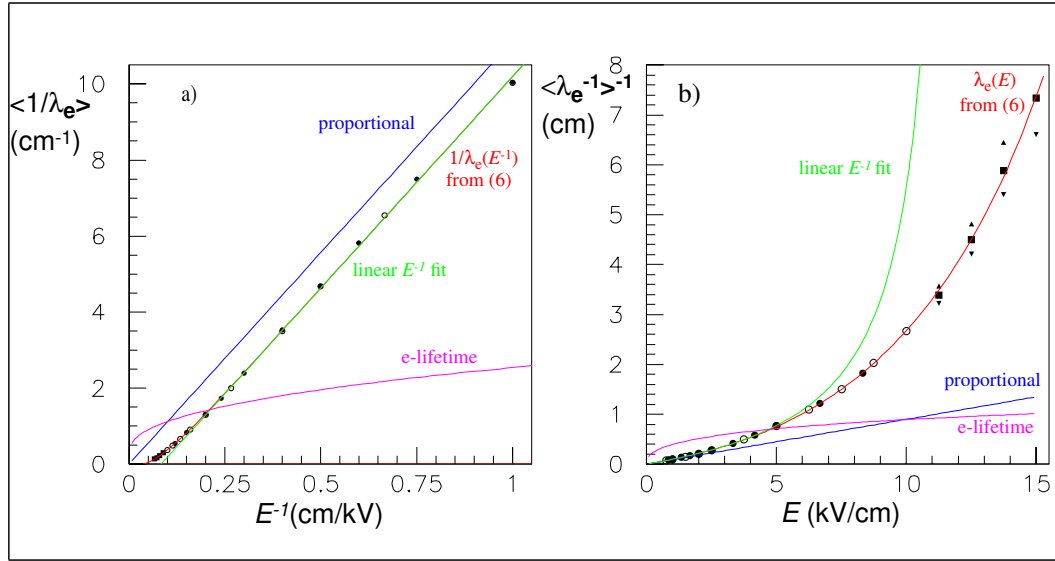 a)
<1/λe>
(cm-1)
proportional
1/λe(E-1)
from (6)
linear E-1 fit
e-lifetime
10
8
6
4
2
0
0 0.25 0.5 0.75 1
E-1(cm/kV)
b)
<λe-1>-1
(cm)
λe(E)
from (6)
linear E-1 fit
proportional
e-lifetime
8
7
6
5
4
3
2
1
0
0 5 10 15
E (kV/cm)